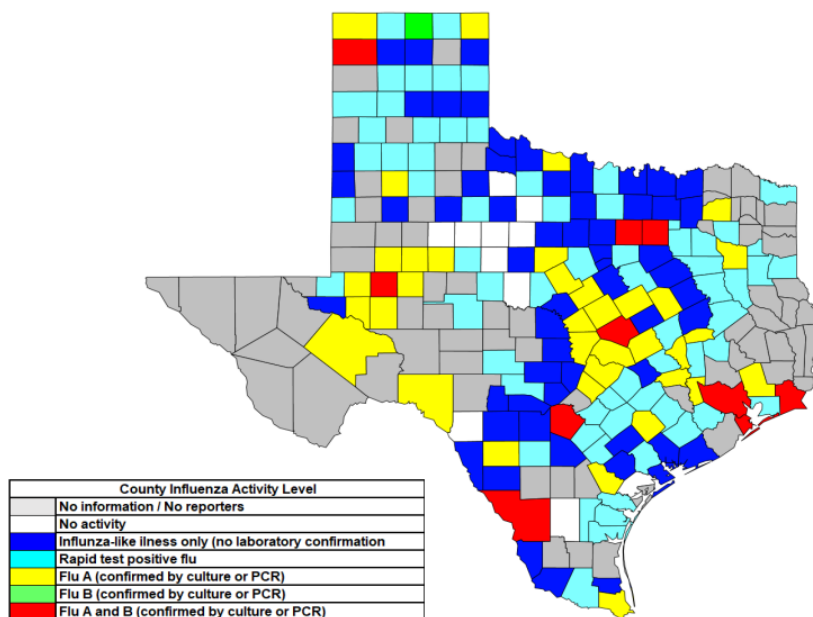 County Influenza Activity Level
No information / No reporters
No activity
Influnza-like ilness only (no laboratory confirmation
Rapid test positive flu
Flu A (confirmed by culture or PCR)
Flu B (confirmed by culture or PCR)
Flu A and B (confirmed by culture or PCR)